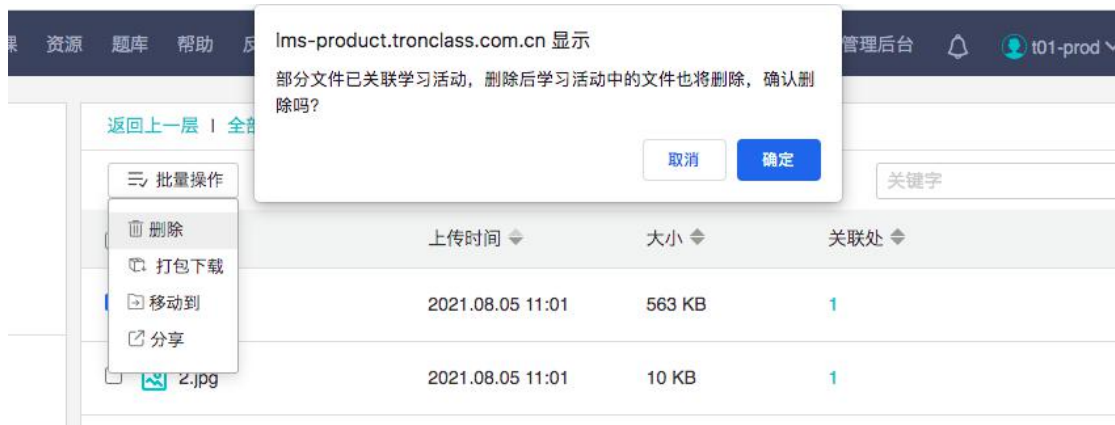 资源 题库 帮助
管理后台 t01-prod
lms-product.tronclass.com.cn 显示
部分文件已关联学习活动，删除后学习活动中的文件也将删除，确认删
除吗？
取消 确定
返回上一层 | 全部
批量操作
关键字
删除
打包下载
移动到
分享
上传时间 大小 关联处
2021.08.05 11:01 563 KB 1
2.jpg 2021.08.05 11:01 10 KB 1